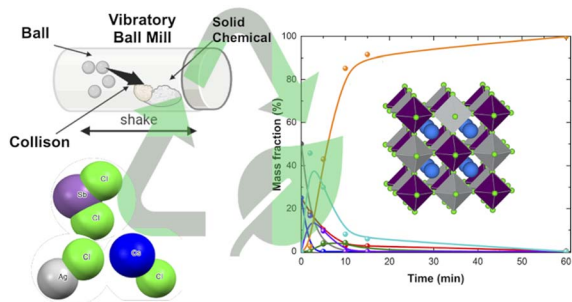 Ball
Vibratory
Ball Mill
Solid
Chemical
Collison
shake
Cl
Sb
Cl
Cl
Cs
Ag
Cl
Mass fraction (%)
100
80
60
40
20
0
0
10
20
30
40
50
60
Time (min)